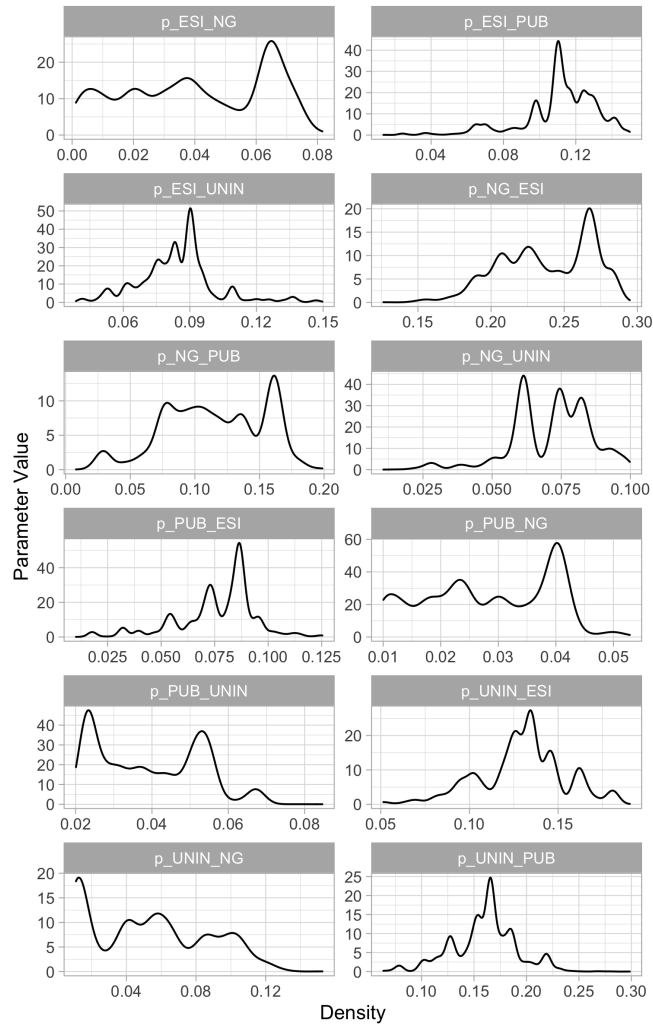 p_ESI_NG
p_ESI_PUB
20
10
0
0.00 0.02 0.04 0.06 0.08
40
30
20
10
0
0.04 0.08 0.12
p_ESI_UNIN
p_NG_ESI
50
40
30
20
10
0
0.06 0.09 0.12 0.15
20
15
10
5
0
0.15 0.20 0.25 0.30
p_NG_PUB
p_NG_UNIN
10
5
0
0.00 0.05 0.10 0.15 0.20
40
30
20
10
0
0.025 0.050 0.075 0.100
Parameter Value
p_PUB_ESI
p_PUB_NG
40
20
0
0.025 0.050 0.075 0.100 0.125
60
40
20
0
0.01 0.02 0.03 0.04 0.05
p_PUB_UNIN
p_UNIN_ESI
40
30
20
10
0
0.02 0.04 0.06 0.08
20
10
0
0.05 0.10 0.15
p_UNIN_NG
p_UNIN_PUB
20
15
10
5
0
0.04 0.08 0.12
25
20
15
10
5
0
0.10 0.15 0.20 0.25 0.30
Density